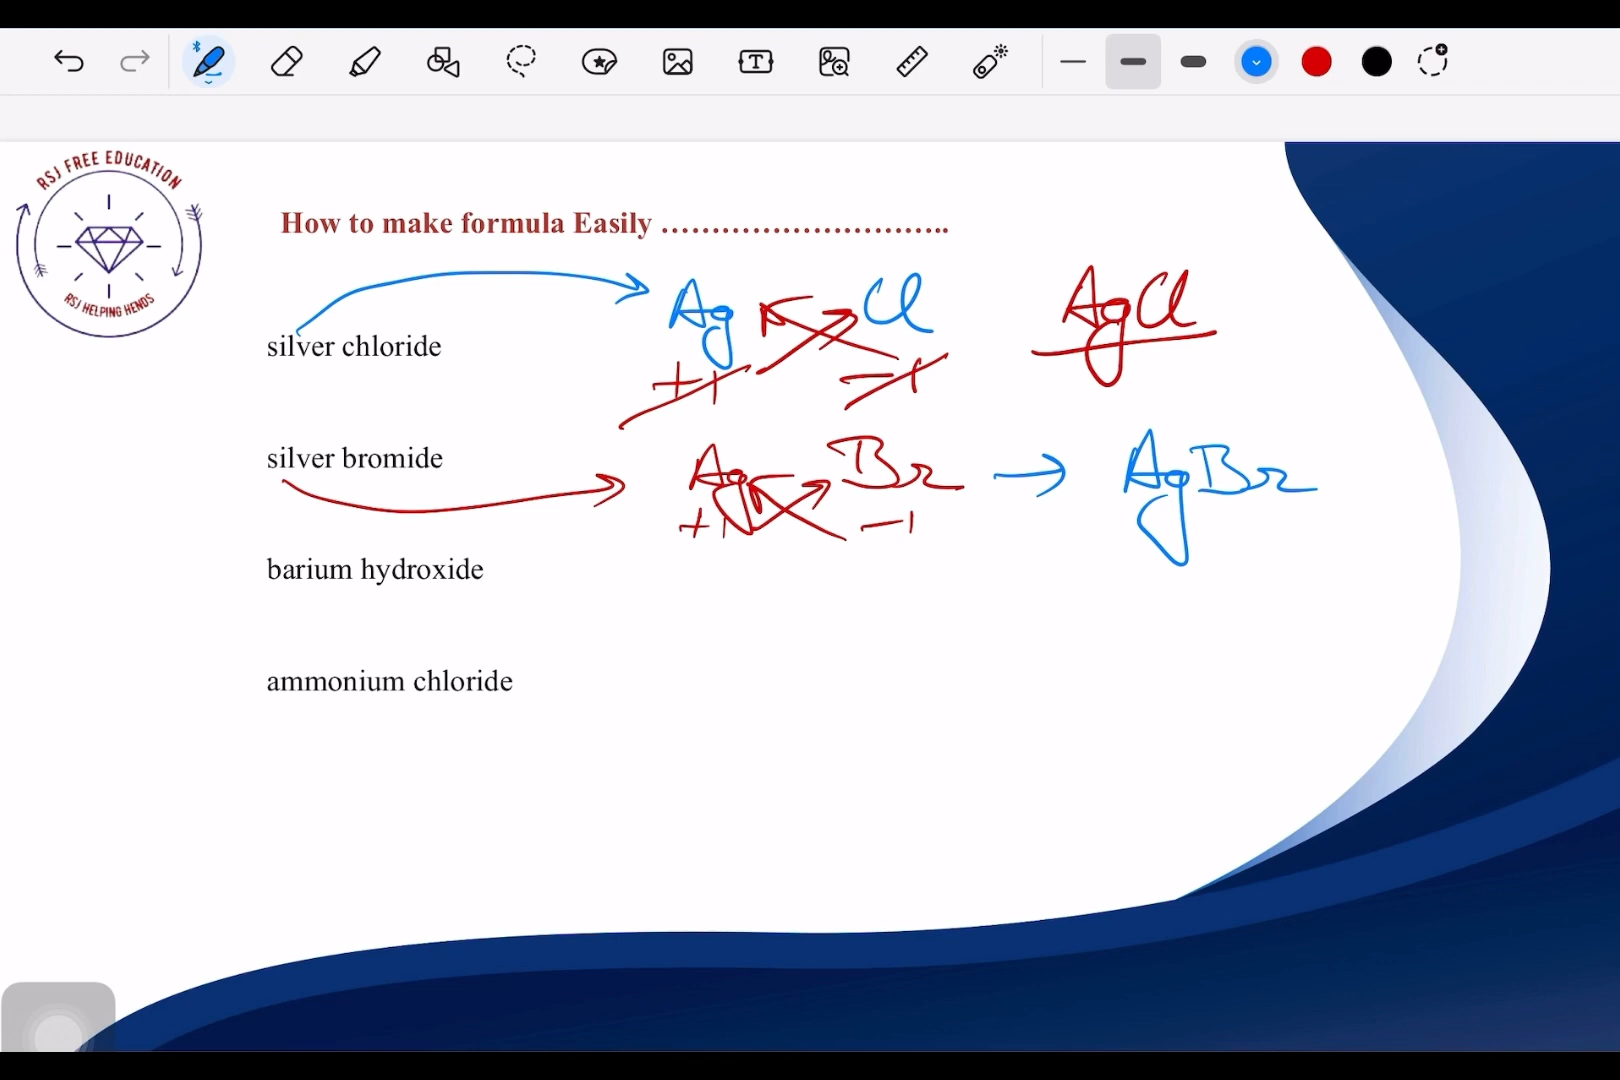 RSJ FREE EDUCATION
RSJ HELPING HENDS
How to make formula Easily ...............................
silver chloride
Ag Cl AgCl
+1 -1
silver bromide
Ag Br → AgBr
+1 -1
barium hydroxide
ammonium chloride